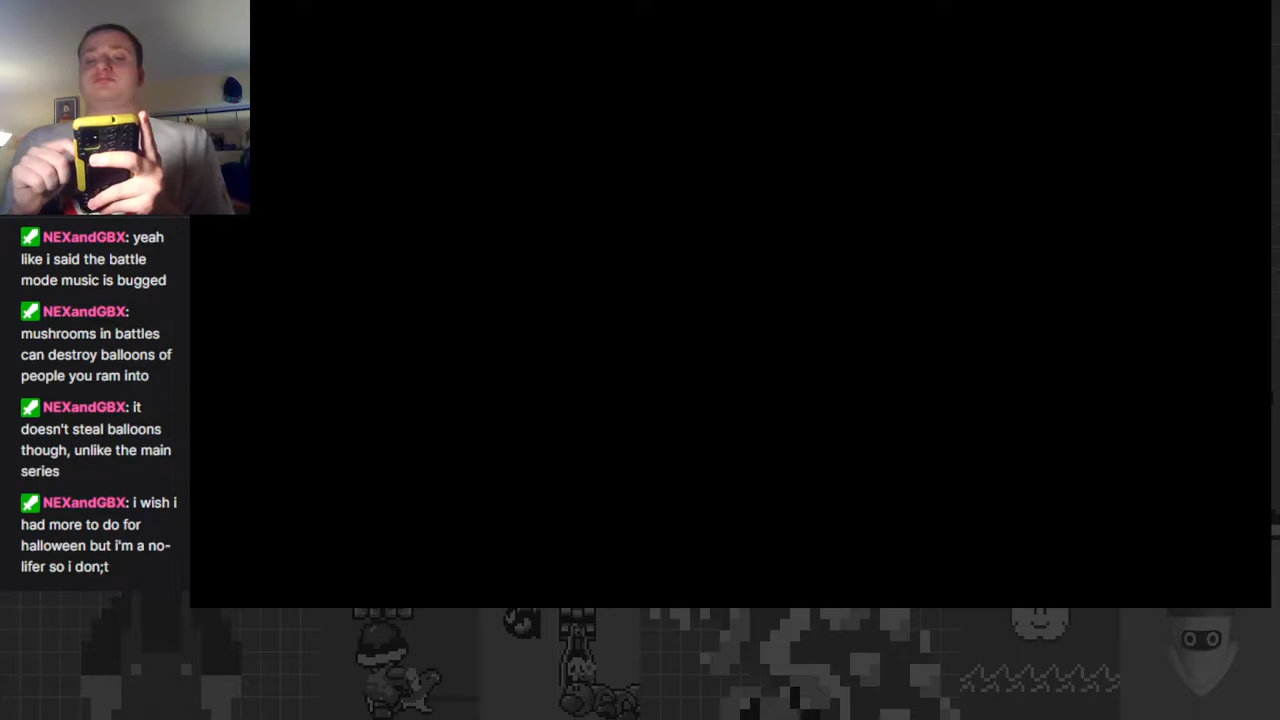 NEXandGBX: yeah
like i said the battle
mode music is bugged
NEXandGBX:
mushrooms in battles
can destroy balloons of
people you ram into
NEXandGBX: it
doesn't steal balloons
though, unlike the main
series
NEXandGBX: i wish i
had more to do for
halloween but i'm a no-
lifer so i don;t